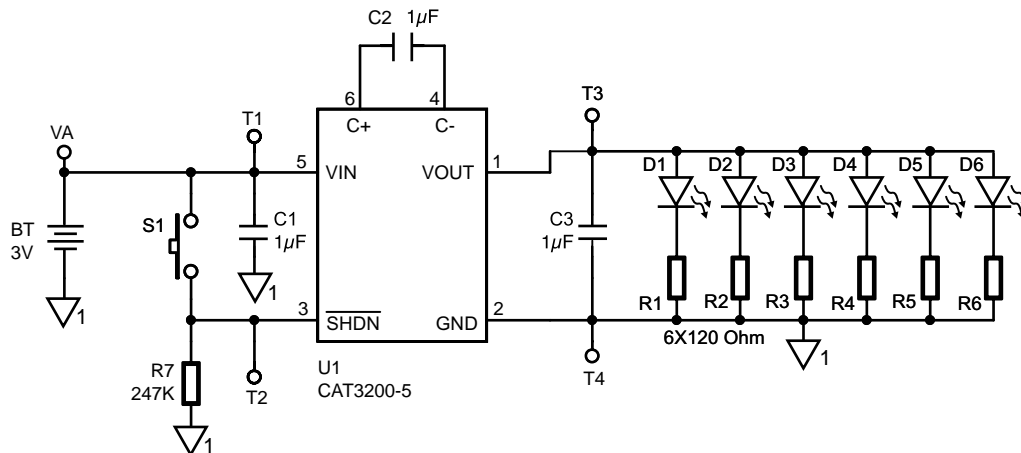 C2 1µF
6 4
C+ C-
T1
VA
5 VIN
VOUT 1
T3
D1 D2 D3 D4 D5 D6
BT
3V
S1
C1
1µF
1
1
C3
1µF
R1 R2 R3 R4 R5 R6
3 SHDN
GND 2
6X120 Ohm
1
T4
U1
CAT3200-5
R7
247K
T2
1